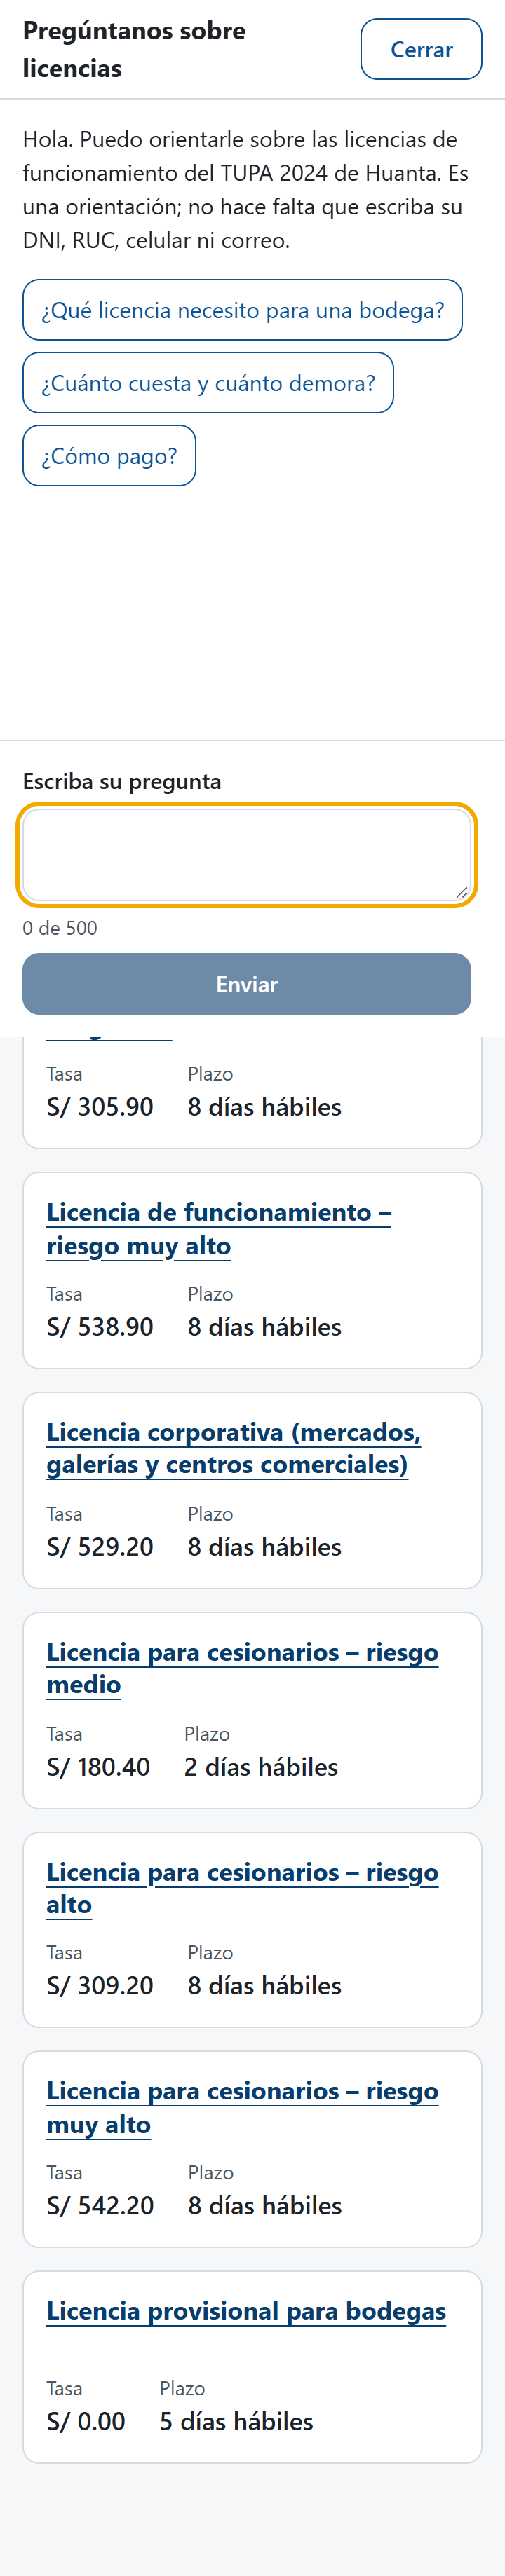 Pregúntanos sobre
licencias
Cerrar
Hola. Puedo orientarle sobre las licencias de
funcionamiento del TUPA 2024 de Huanta. Es
una orientación; no hace falta que escriba su
DNI, RUC, celular ni correo.
¿Qué licencia necesito para una bodega?
¿Cuánto cuesta y cuánto demora?
¿Cómo pago?
Escriba su pregunta
0 de 500
Enviar
Tasa Plazo
S/ 305.90 8 días hábiles
Licencia de funcionamiento –
riesgo muy alto
Tasa Plazo
S/ 538.90 8 días hábiles
Licencia corporativa (mercados,
galerías y centros comerciales)
Tasa Plazo
S/ 529.20 8 días hábiles
Licencia para cesionarios – riesgo
medio
Tasa Plazo
S/ 180.40 2 días hábiles
Licencia para cesionarios – riesgo
alto
Tasa Plazo
S/ 309.20 8 días hábiles
Licencia para cesionarios – riesgo
muy alto
Tasa Plazo
S/ 542.20 8 días hábiles
Licencia provisional para bodegas
Tasa Plazo
S/ 0.00 5 días hábiles